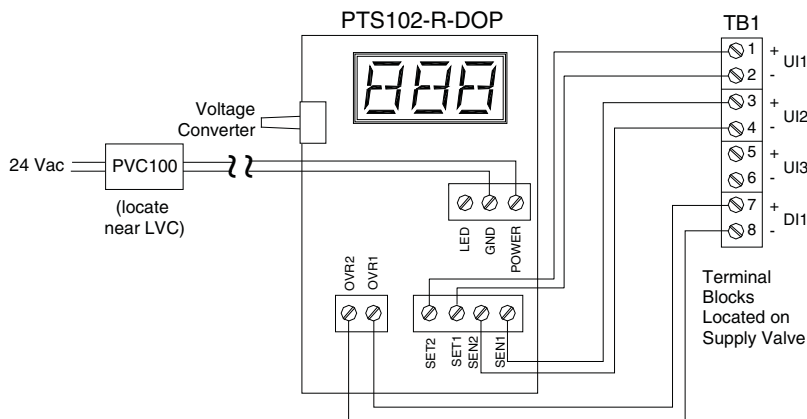 PTS102-R-DOP
TB1
888
Voltage
Converter
24 Vac
PVC100
(locate
near LVC)
LED
GND
POWER
OVR2
OVR1
SET2
SET1
SEN2
SEN1
1 + UI1
2 -
3 + UI2
4 -
5 + UI3
6 -
7 + DI1
8 -
Terminal
Blocks
Located on
Supply Valve